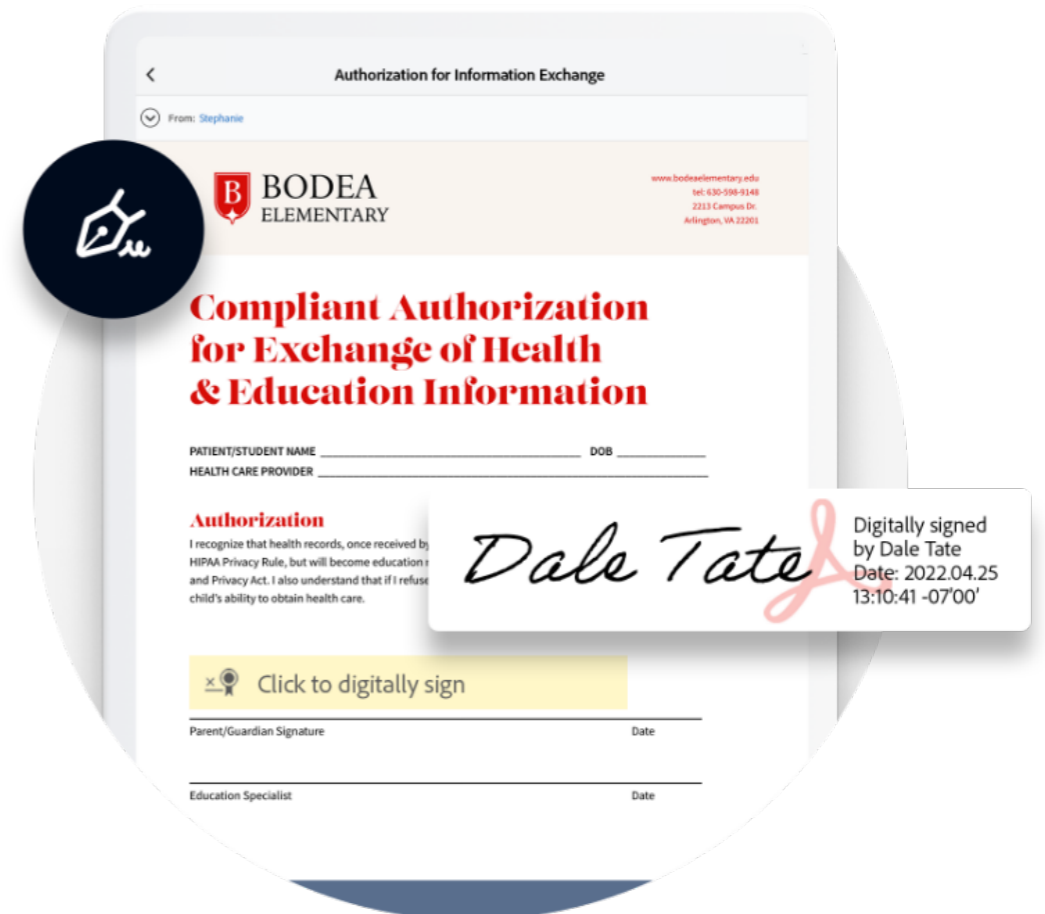 Authorization for Information Exchange
From: Stephanie
B BODEA
ELEMENTARY
www.bodeaelementary.edu
tel: 630-598-9148
2213 Campus Dr.
Arlington, VA 22201
Compliant Authorization
for Exchange of Health
& Education Information
PATIENT/STUDENT NAME DOB
HEALTH CARE PROVIDER
Authorization
I recognize that health records, once received by
HIPAA Privacy Rule, but will become education
and Privacy Act. I also understand that if I refuse
child's ability to obtain health care.
Dale Tate
Digitally signed
by Dale Tate
Date: 2022.04.25
13:10:41 -07'00'
x Click to digitally sign
Parent/Guardian Signature Date
Education Specialist Date